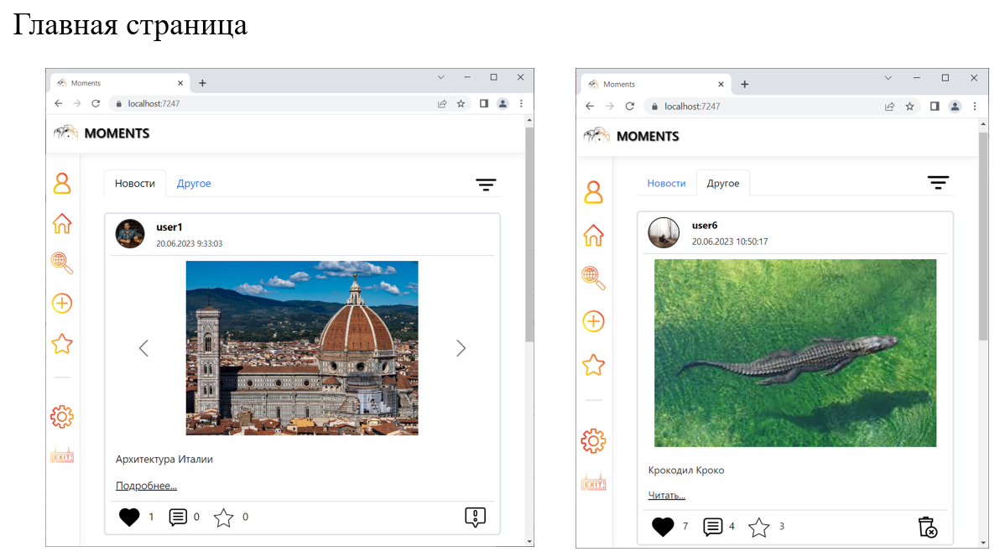 Главная страница
Moments
localhost:7247
MOMENTS
Новости Другое
user1
20.06.2023 9:33:03
Архитектура Италии
Подробнее...
1 0 0
EXIT
Moments
localhost:7247
MOMENTS
Новости Другое
user6
20.06.2023 10:50:17
Крокодил Кроко
Читать...
7 4 3
EXIT